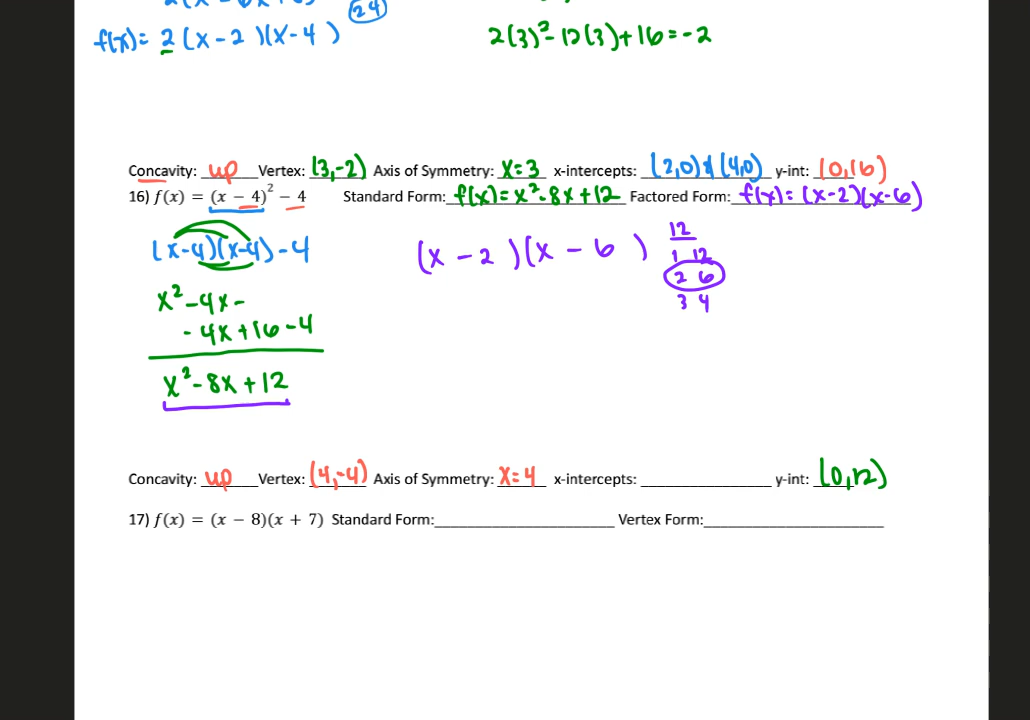 (24)
f(x)= 2(x-2)(x-4)
2(3)²-12(3)+16=-2
Concavity: up Vertex: (3,-2) Axis of Symmetry: x=3 x-intercepts: (2,0) & (4,0) y-int: (0,16)
16) f(x) = (x − 4)² − 4 Standard Form: f(x)=x²-8x+12 Factored Form: f(x)=(x-2)(x-6)
(x-4)(x-4)-4
(x-2)(x-6)
12
1 12
2 6
3 4
x²-4x-
-4x+16-4
x²-8x+12
Concavity: up Vertex: (4,-4) Axis of Symmetry: x=4 x-intercepts: y-int: (0,12)
17) f(x) = (x − 8)(x + 7) Standard Form: Vertex Form: